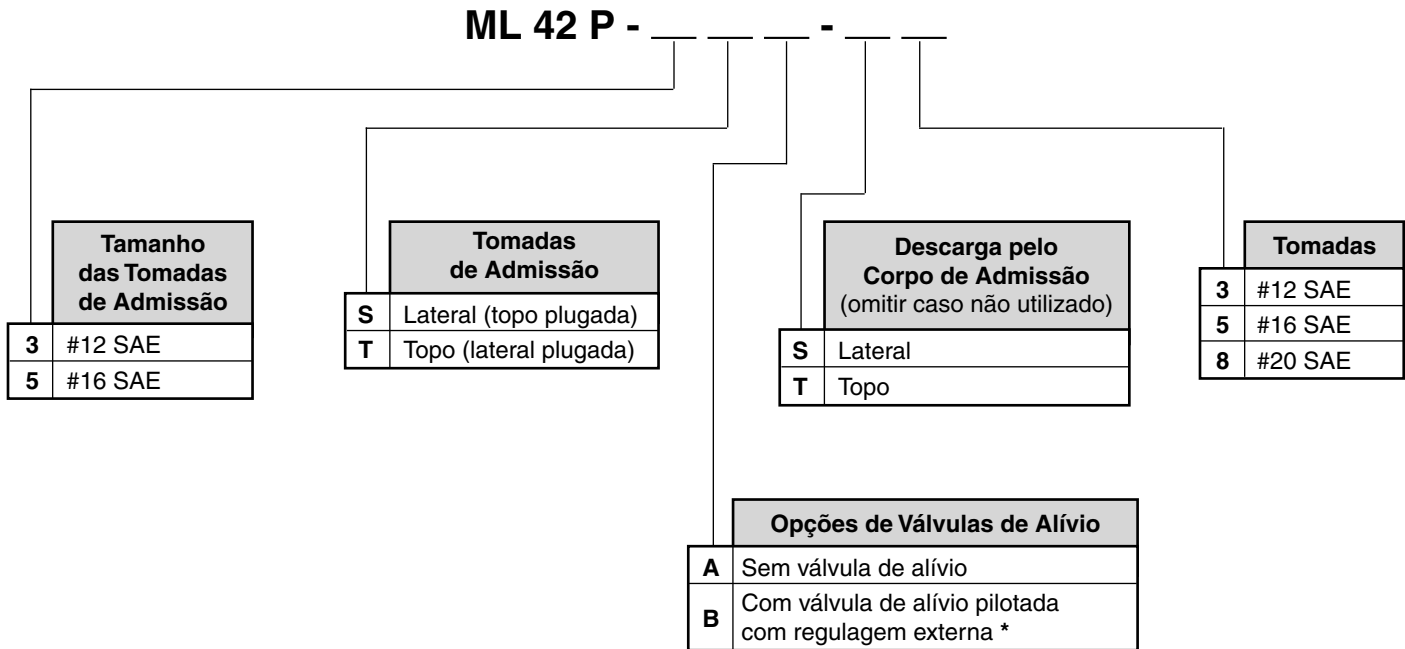 ML 42 P - __ __ __ - __ __
Tamanho
das Tomadas
de Admissão
3 #12 SAE
5 #16 SAE
Tomadas
de Admissão
S Lateral (topo plugada)
T Topo (lateral plugada)
Descarga pelo
Corpo de Admissão
(omitir caso não utilizado)
S Lateral
T Topo
Tomadas
3 #12 SAE
5 #16 SAE
8 #20 SAE
Opções de Válvulas de Alívio
A Sem válvula de alívio
B Com válvula de alívio pilotada
com regulagem externa *